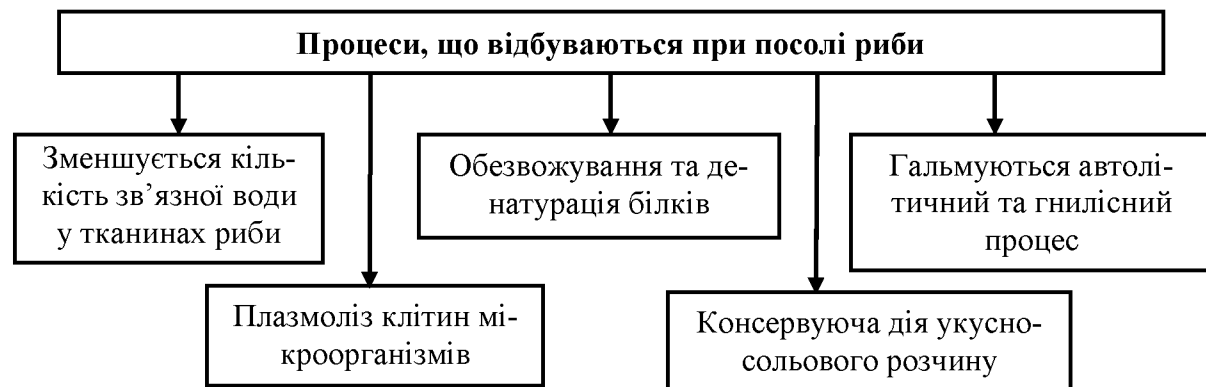 Процеси, що відбуваються при посолі риби
Зменшується кіль-
кість зв’язної води
у тканинах риби
Обезвожування та де-
натурація білків
Гальмуються автолі-
тичний та гнилісний
процес
Плазмоліз клітин мі-
кроорганізмів
Консервуюча дія укусно-
сольового розчину